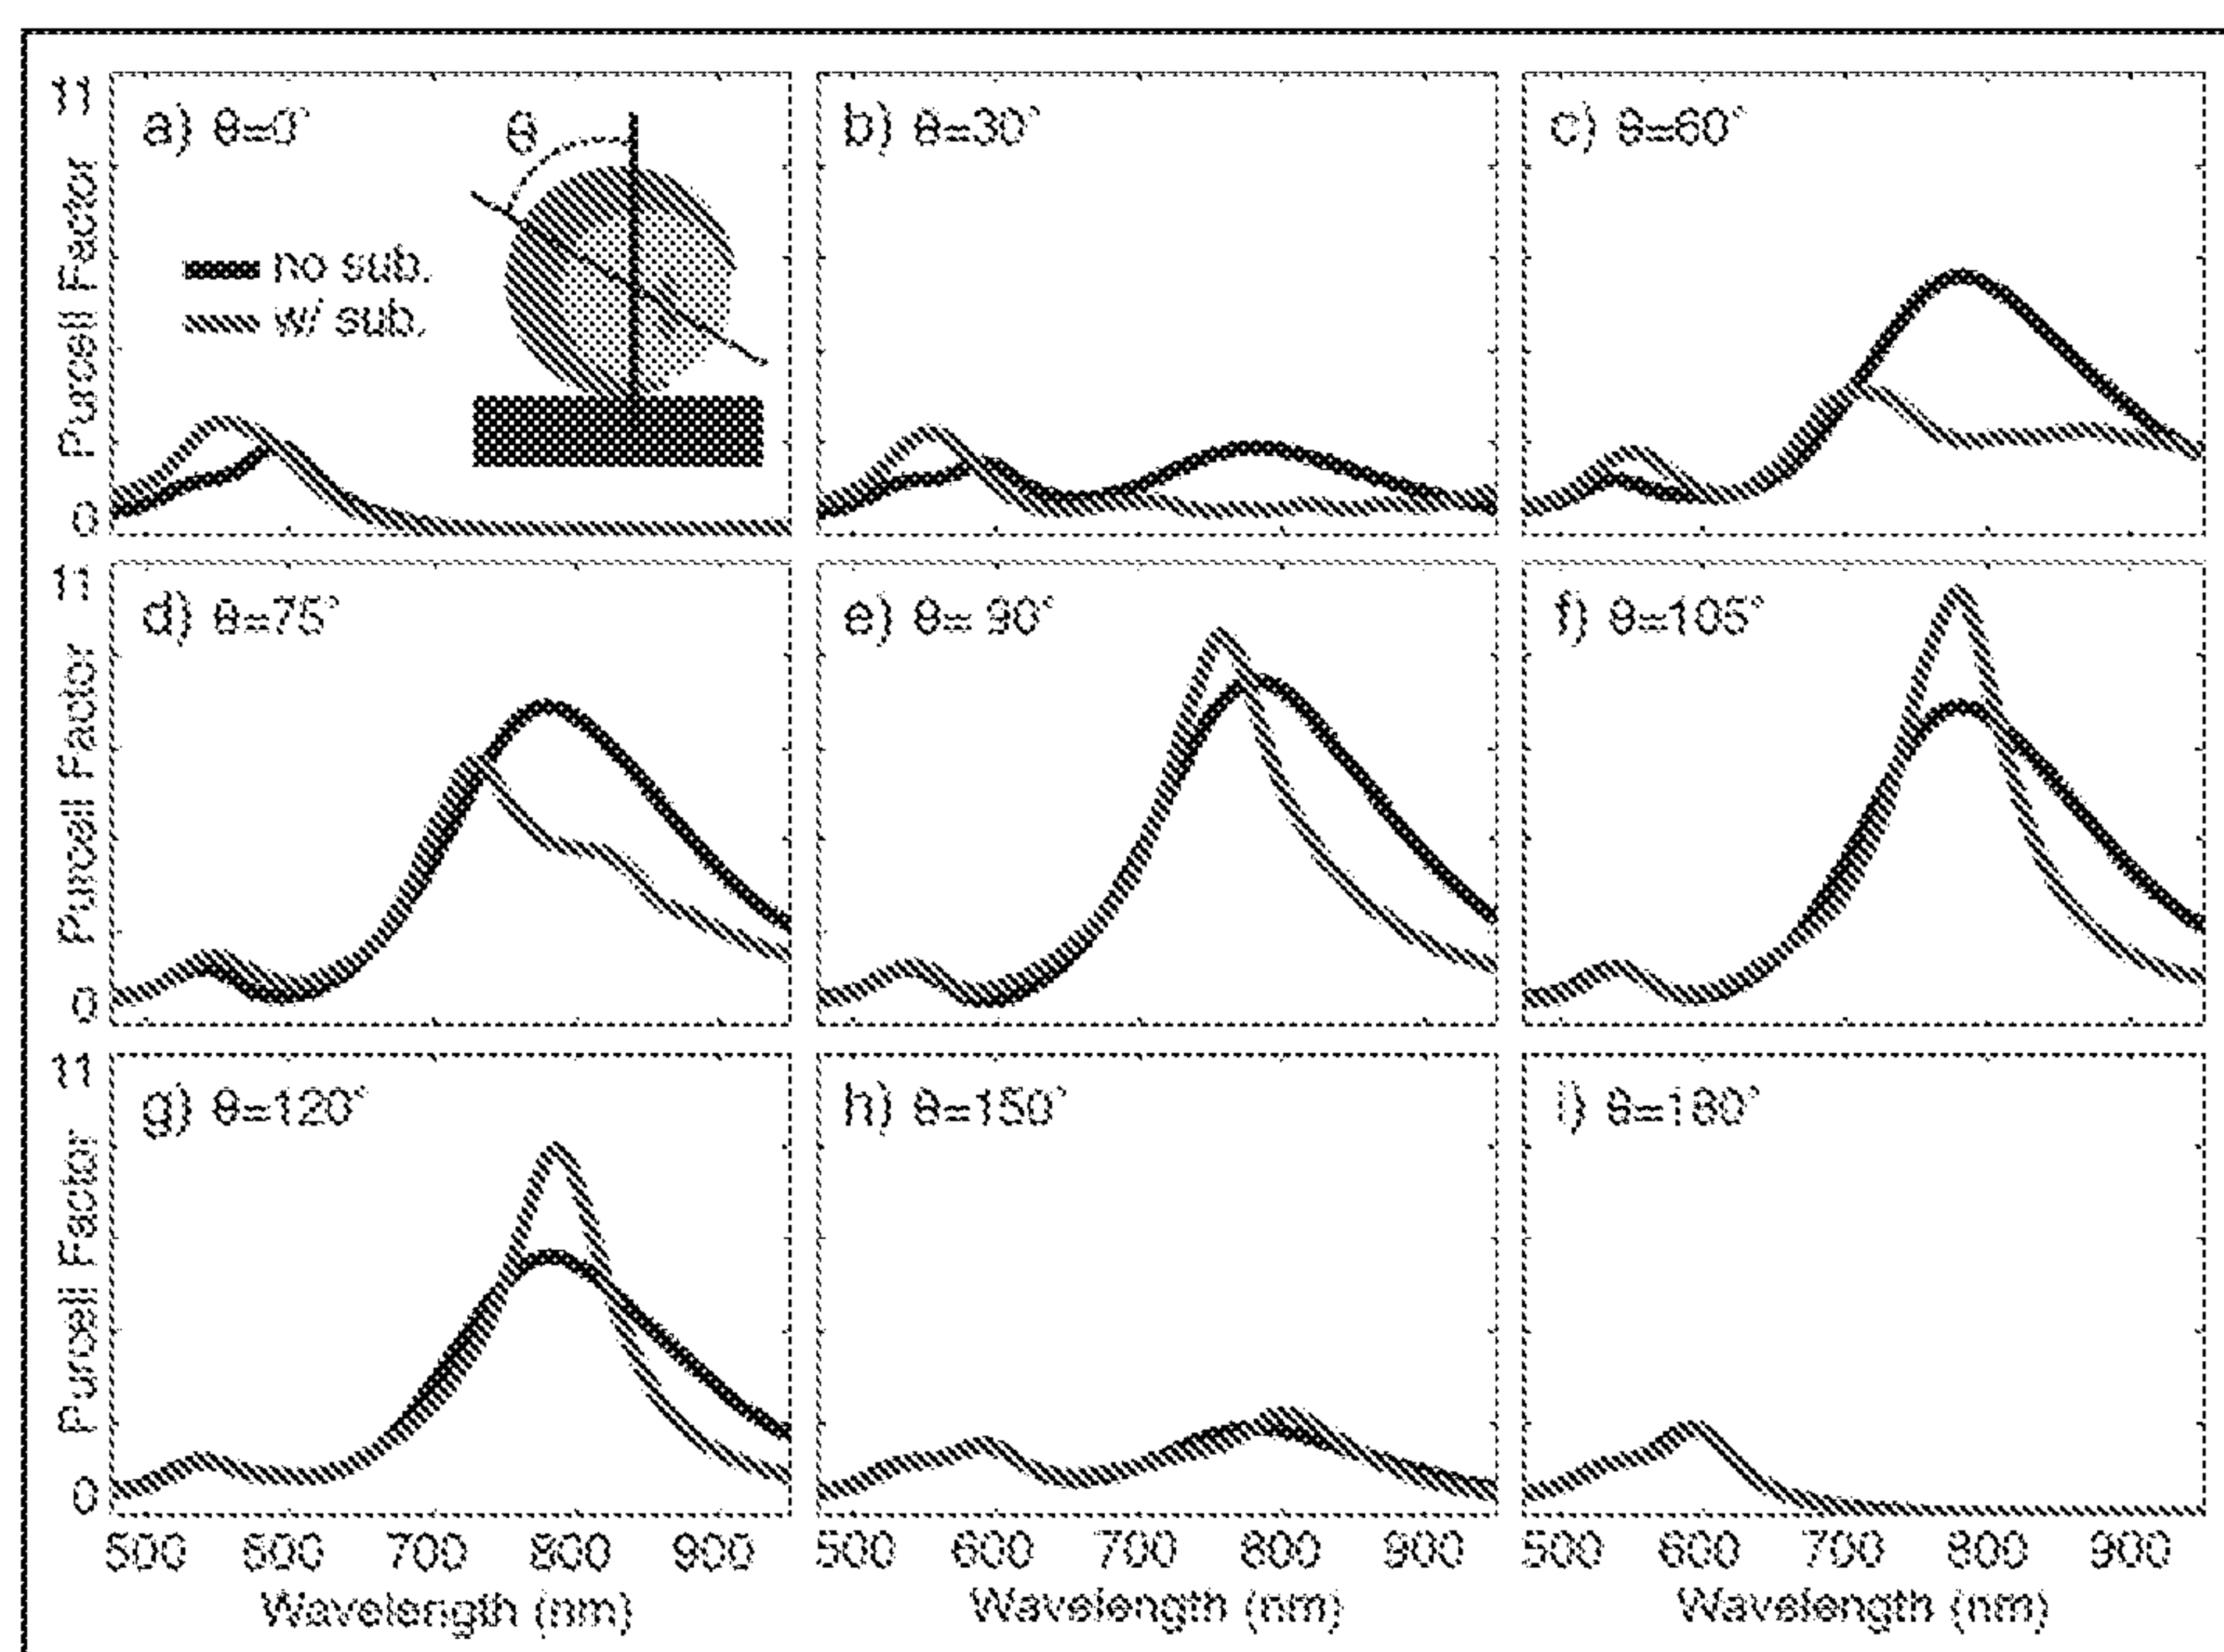 11
Purcell Factor
0
a) θ=0°
θ
no sub.
w/ sub.
b) θ=30°
c) θ=60°
11
Purcell Factor
0
d) θ=75°
e) θ= 90°
f) θ=105°
11
Purcell Factor
0
g) θ=120°
h) θ=150°
i) θ=180°
500 600 700 800 900
500 600 700 800 900
500 600 700 800 900
Wavelength (nm)
Wavelength (nm)
Wavelength (nm)